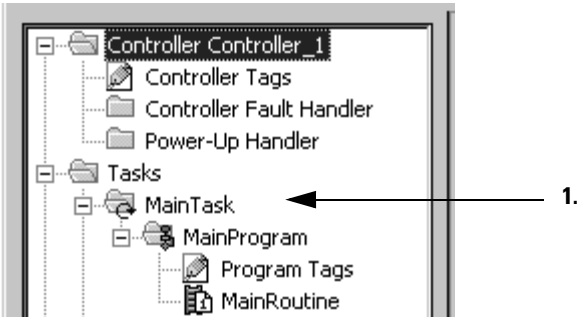 Controller Controller_1
Controller Tags
Controller Fault Handler
Power-Up Handler
Tasks
MainTask
1.
MainProgram
Program Tags
MainRoutine